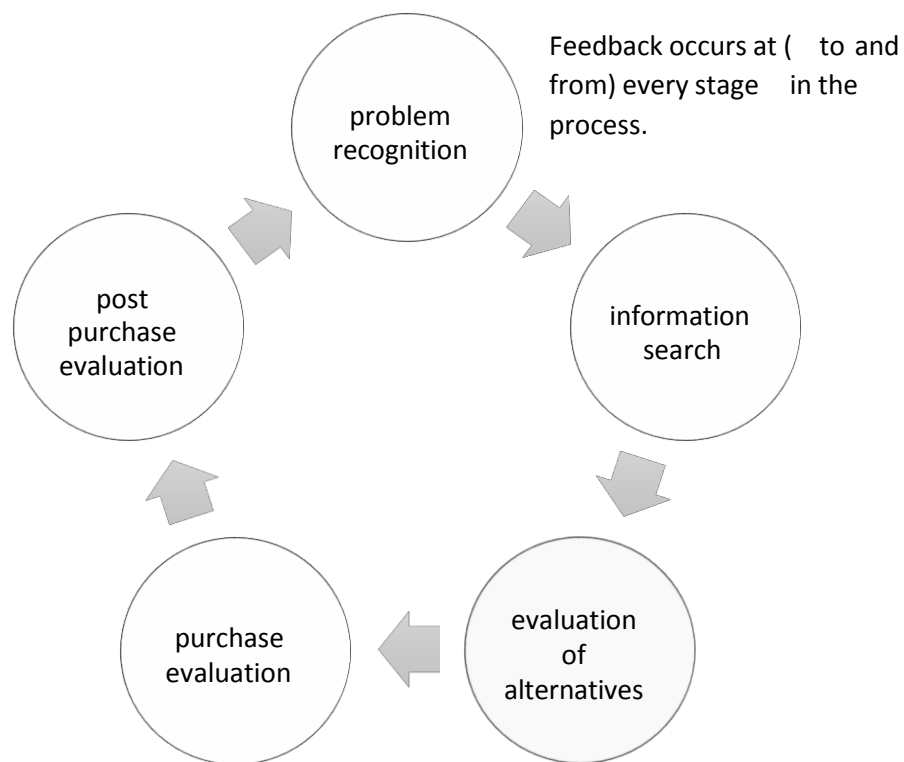 Feedback occurs at ( to and
from) every stage in the
process.
problem
recognition
information
search
evaluation
of
alternatives
purchase
evaluation
post
purchase
evaluation